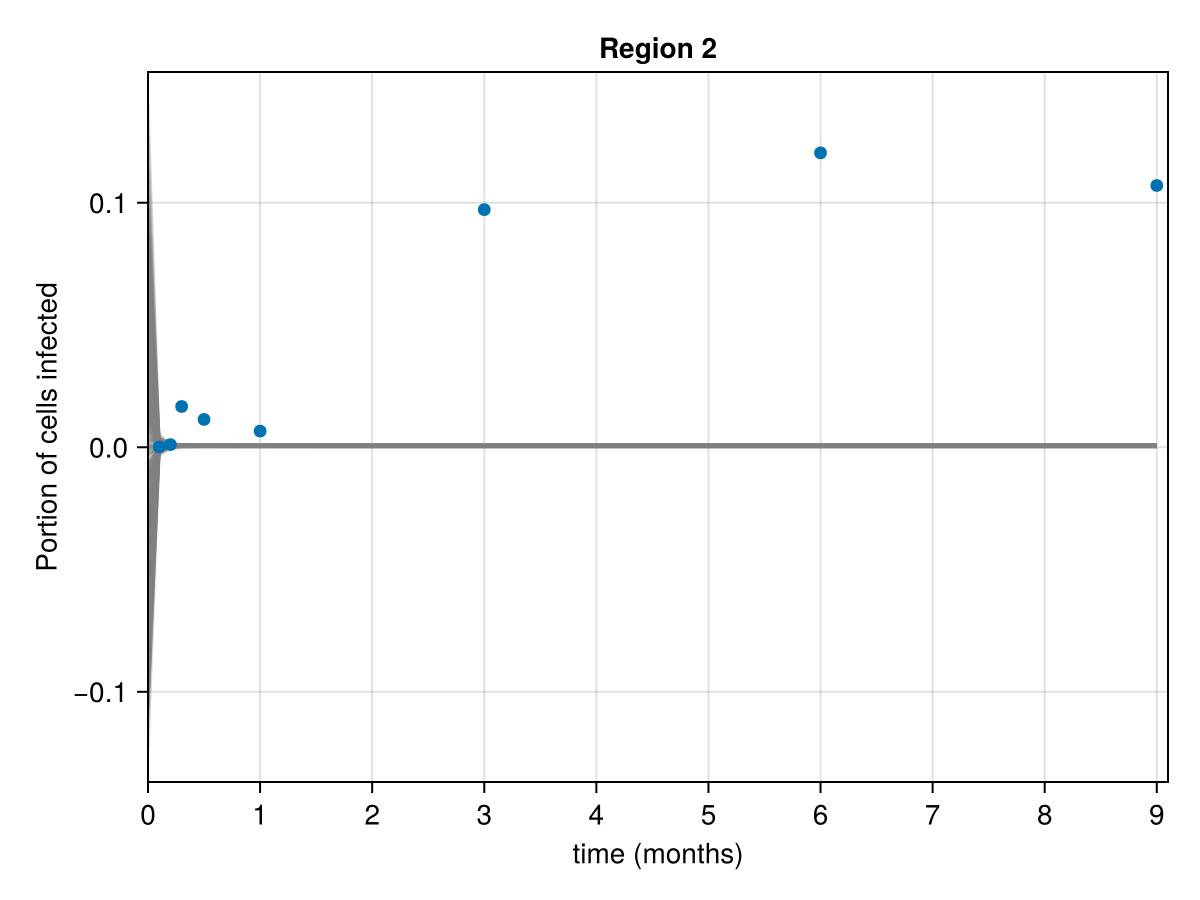 Region 2
Portion of cells infected
0.1
0.0
−0.1
0 1 2 3 4 5 6 7 8 9
time (months)